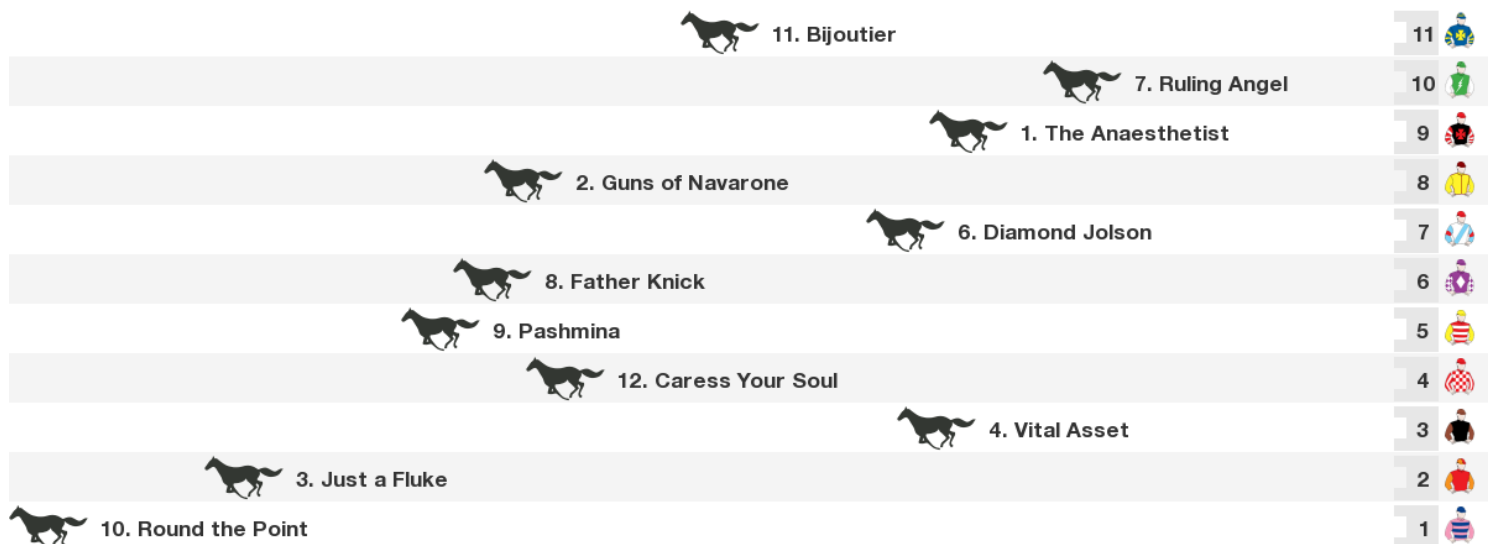 11. Bijoutier 11
7. Ruling Angel 10
1. The Anaesthetist 9
2. Guns of Navarone 8
6. Diamond Jolson 7
8. Father Knick 6
9. Pashmina 5
12. Caress Your Soul 4
4. Vital Asset 3
3. Just a Fluke 2
10. Round the Point 1